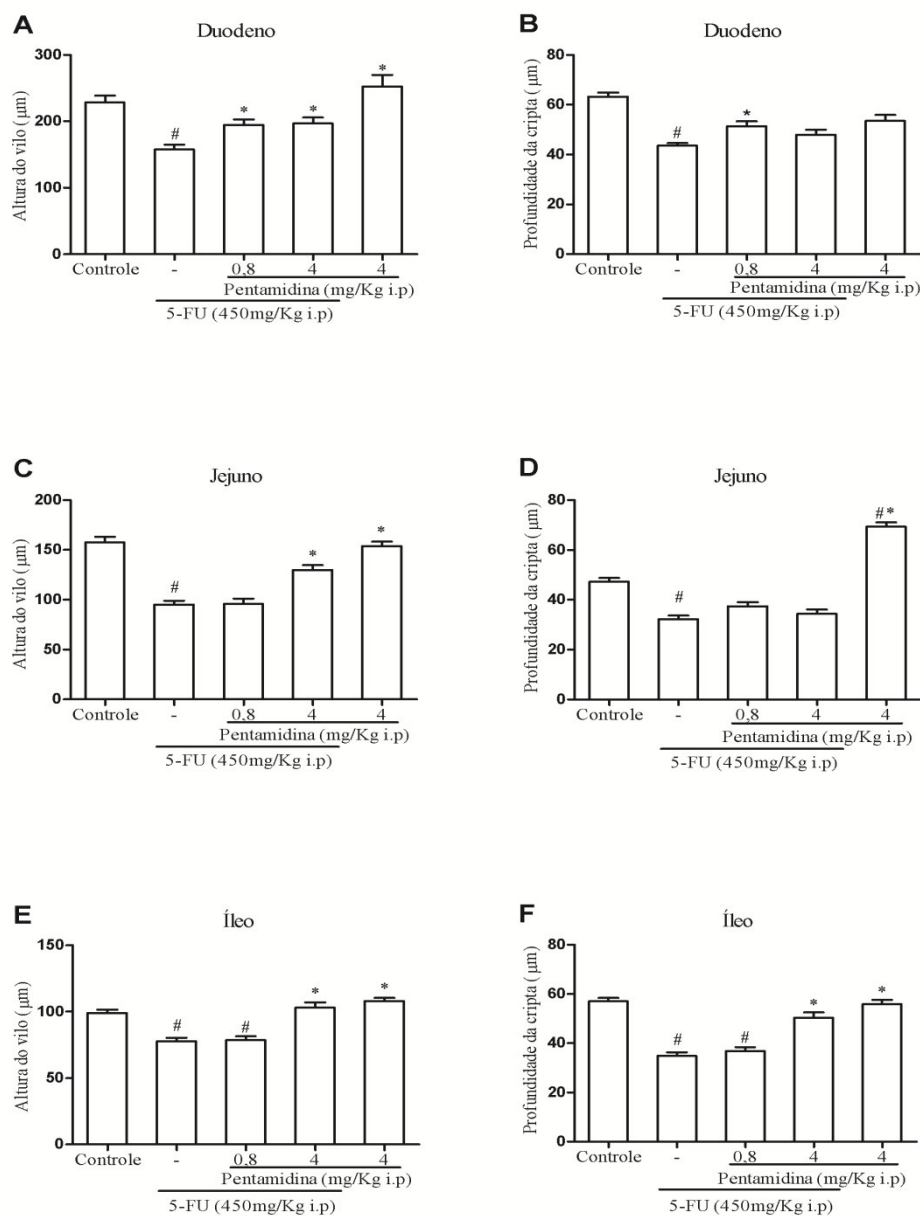 A
Duodeno
Altura do vilo (μm)
300
200
100
0
*
*
*
#
Controle - 0,8 4 4
Pentamidina (mg/Kg i.p)
5-FU (450mg/Kg i.p)
B
Duodeno
Profundidade da cripta (μm)
80
60
40
20
0
#
*
Controle - 0,8 4 4
Pentamidina (mg/Kg i.p)
5-FU (450mg/Kg i.p)
C
Jejuno
Altura do vilo (μm)
200
150
100
50
0
#
*
*
Controle - 0,8 4 4
Pentamidina (mg/Kg i.p)
5-FU (450mg/Kg i.p)
D
Jejuno
Profundidade da cripta (μm)
80
60
40
20
0
#
#*
Controle - 0,8 4 4
Pentamidina (mg/Kg i.p)
5-FU (450mg/Kg i.p)
E
Íleo
Altura do vilo (μm)
150
100
50
0
#
#
*
*
Controle - 0,8 4 4
Pentamidina (mg/Kg i.p)
5-FU (450mg/Kg i.p)
F
Íleo
Profundidade da cripta (μm)
80
60
40
20
0
#
#
*
*
Controle - 0,8 4 4
Pentamidina (mg/Kg i.p)
5-FU (450mg/Kg i.p)